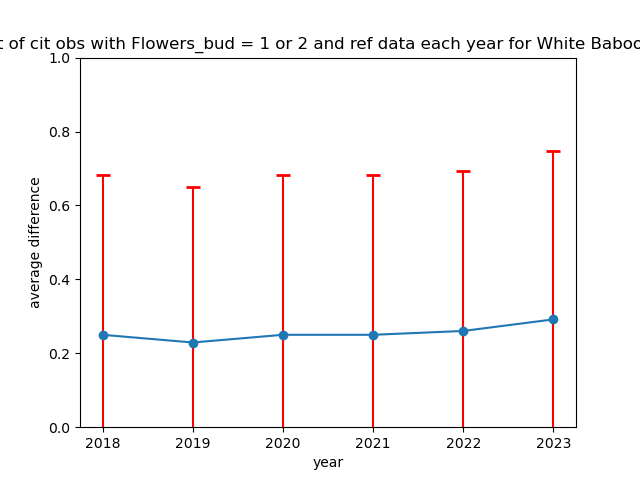 of cit obs with Flowers_bud = 1 or 2 and ref data each year for White
1.0
0.8
0.6
0.4
0.2
0.0
average difference
2018 2019 2020 2021 2022 2023
year